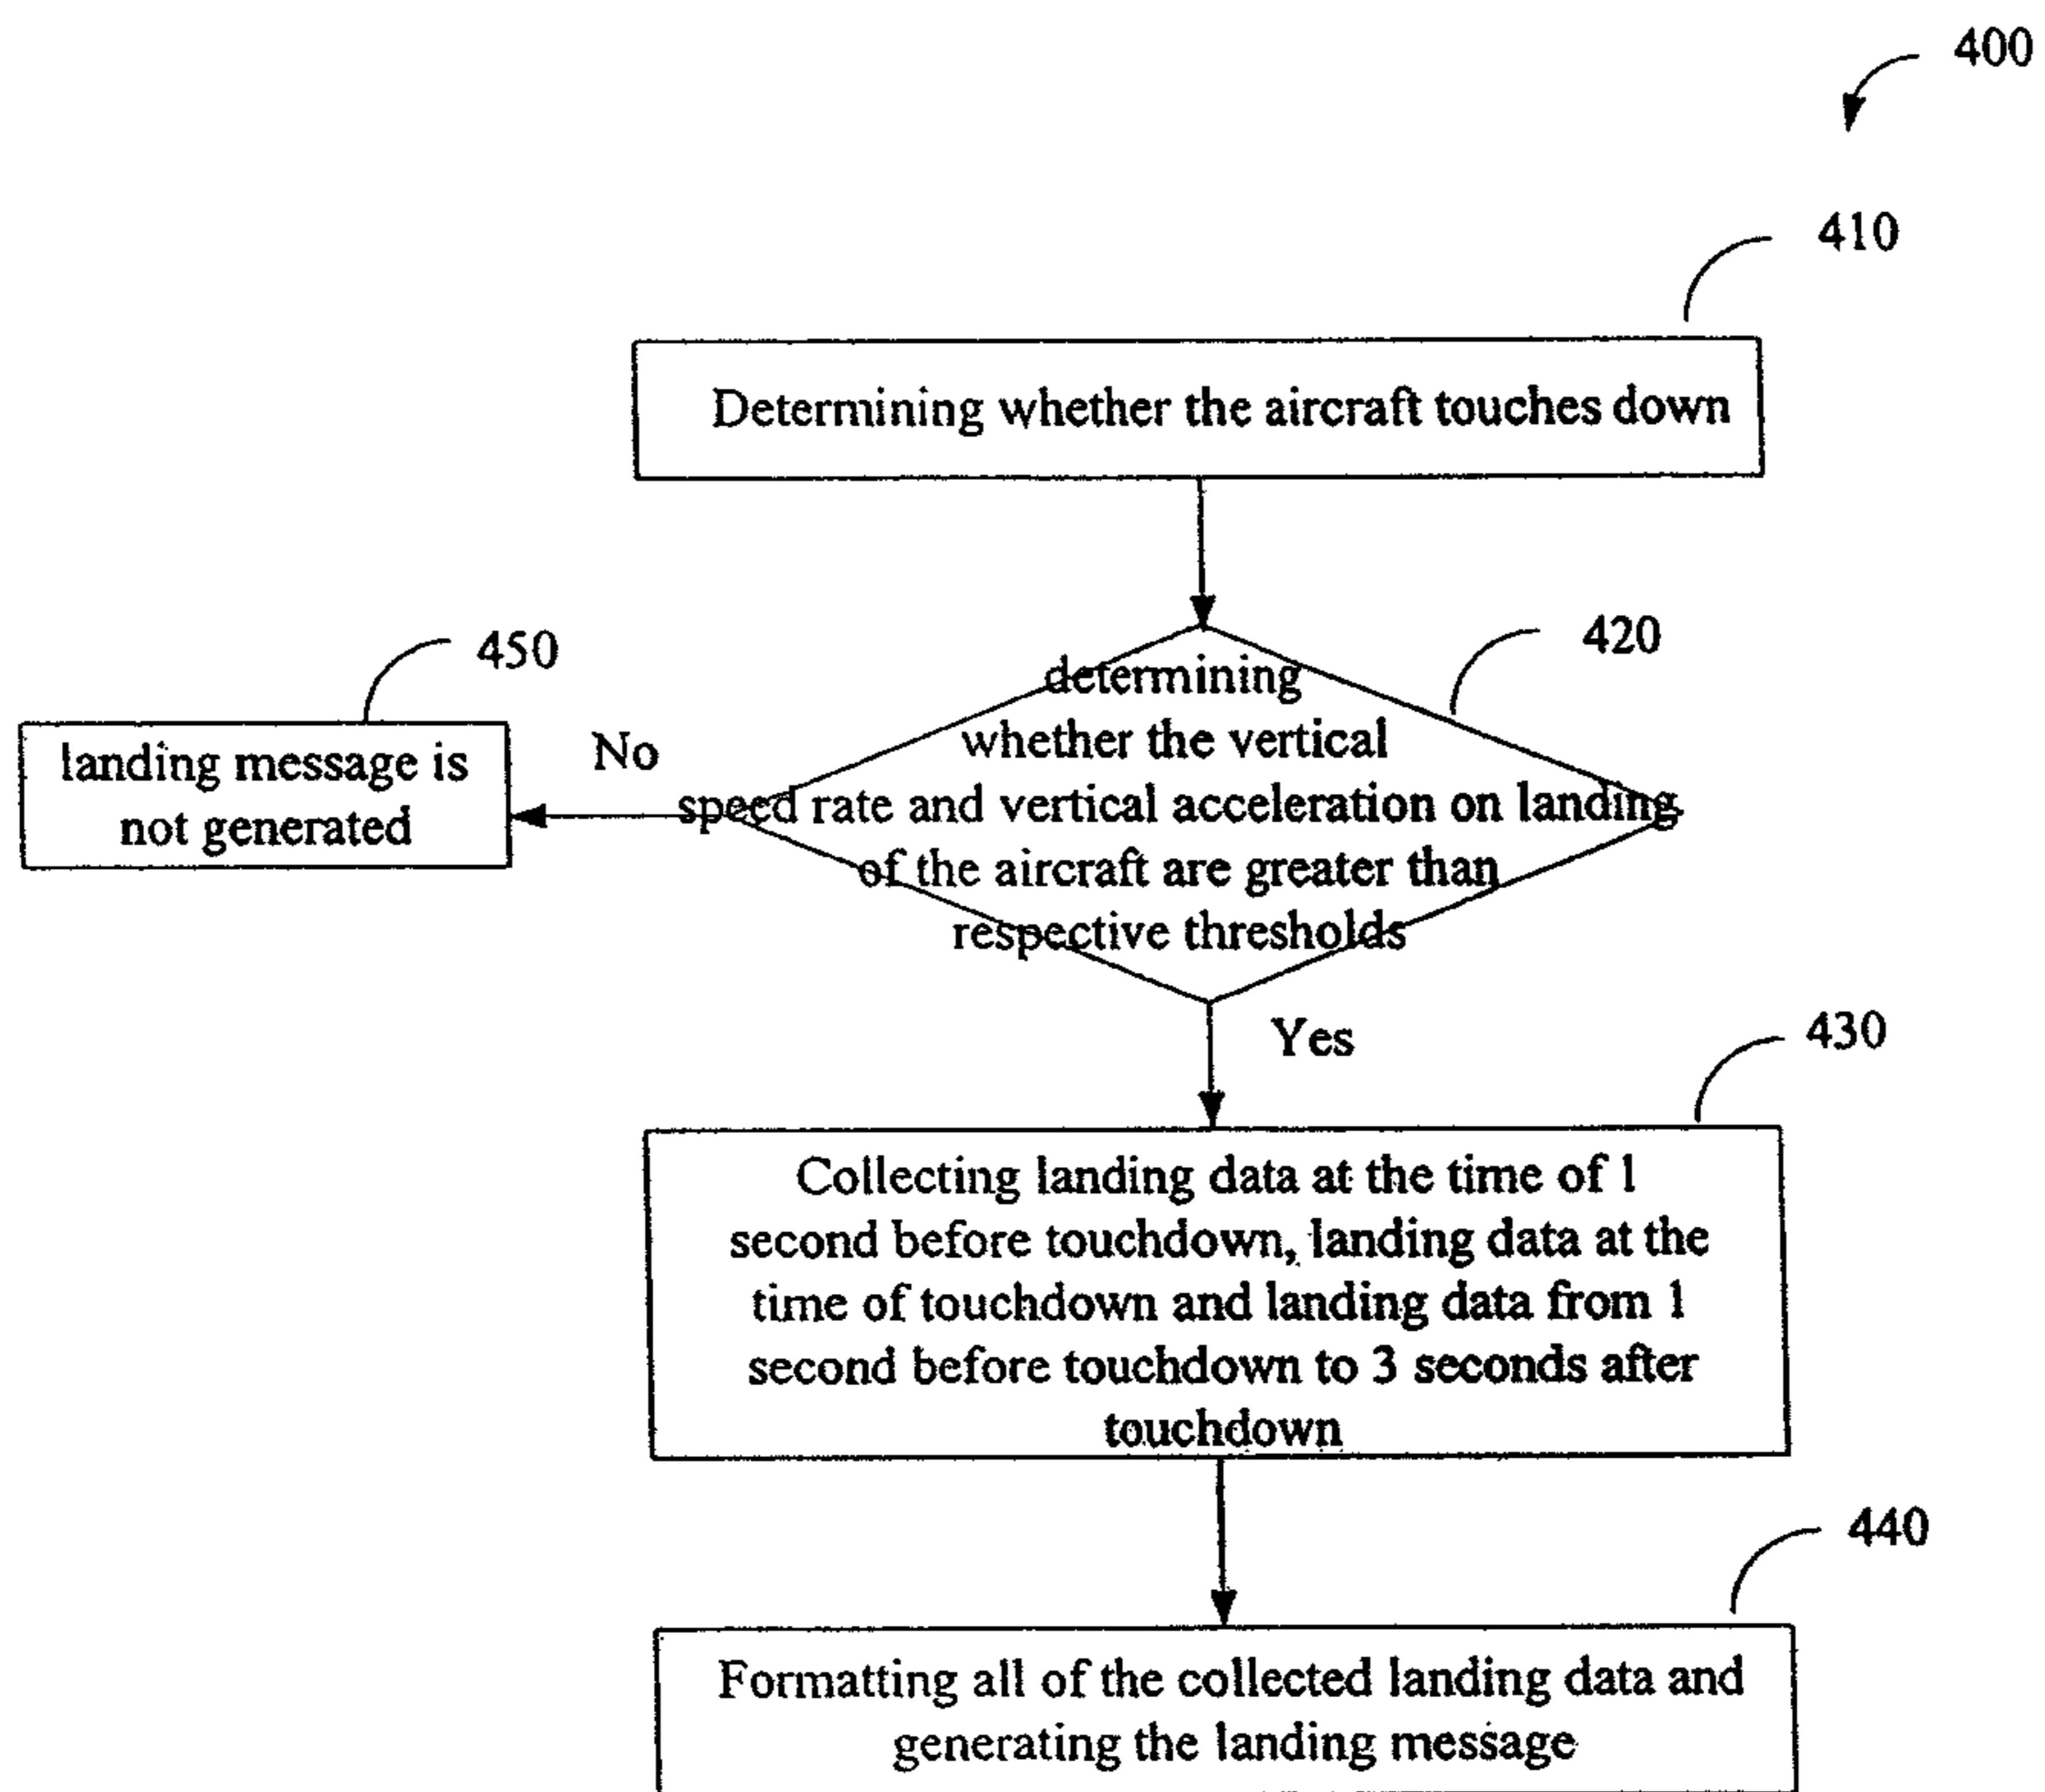 400
410
Determining whether the aircraft touches down
420
determining
whether the vertical
speed rate and vertical acceleration on landing
of the aircraft are greater than
respective thresholds
450
No
landing message is
not generated
Yes
430
Collecting landing data at the time of 1
second before touchdown, landing data at the
time of touchdown and landing data from 1
second before touchdown to 3 seconds after
touchdown
440
Formatting all of the collected landing data and
generating the landing message